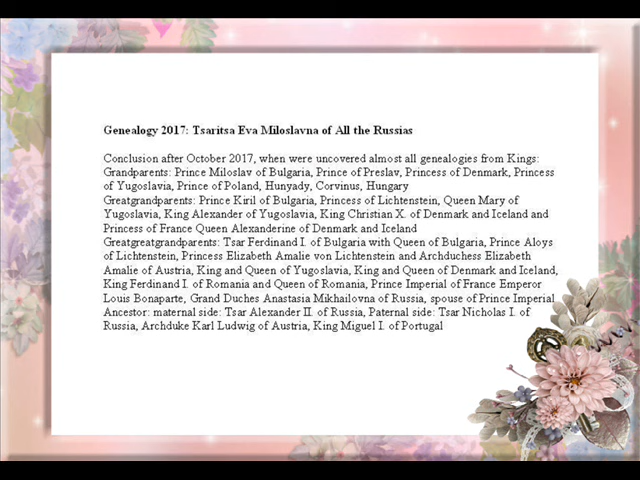 Genealogy 2017: Tsaritsa Eva Miloslavna of All the Russias
Conclusion after October 2017, when were uncovered almost all genealogies from Kings:
Grandparents: Prince Miloslav of Bulgaria, Prince of Preslav, Princess of Denmark, Princess
of Yugoslavia, Prince of Poland, Hunyady, Corvinus, Hungary
Greatgrandparents: Prince Kiril of Bulgaria, Princess of Lichtenstein, Queen Mary of
Yugoslavia, King Alexander of Yugoslavia, King Christian X. of Denmark and Iceland and
Princess of France Queen Alexanderine of Denmark and Iceland
Greatgreatgrandparents: Tsar Ferdinand I. of Bulgaria with Queen of Bulgaria, Prince Aloys
of Lichtenstein, Princess Elizabeth Amalie von Lichtenstein and Archduchess Elizabeth
Amalie of Austria, King and Queen of Yugoslavia, King and Queen of Denmark and Iceland,
King Ferdinand I. of Romania and Queen of Romania, Prince Imperial of France Emperor
Louis Bonaparte, Grand Duches Anastasia Mikhailovna of Russia, spouse of Prince Imperial
Ancestor: maternal side: Tsar Alexander II. of Russia, Paternal side: Tsar Nicholas I. of
Russia, Archduke Karl Ludwig of Austria, King Miguel I. of Portugal